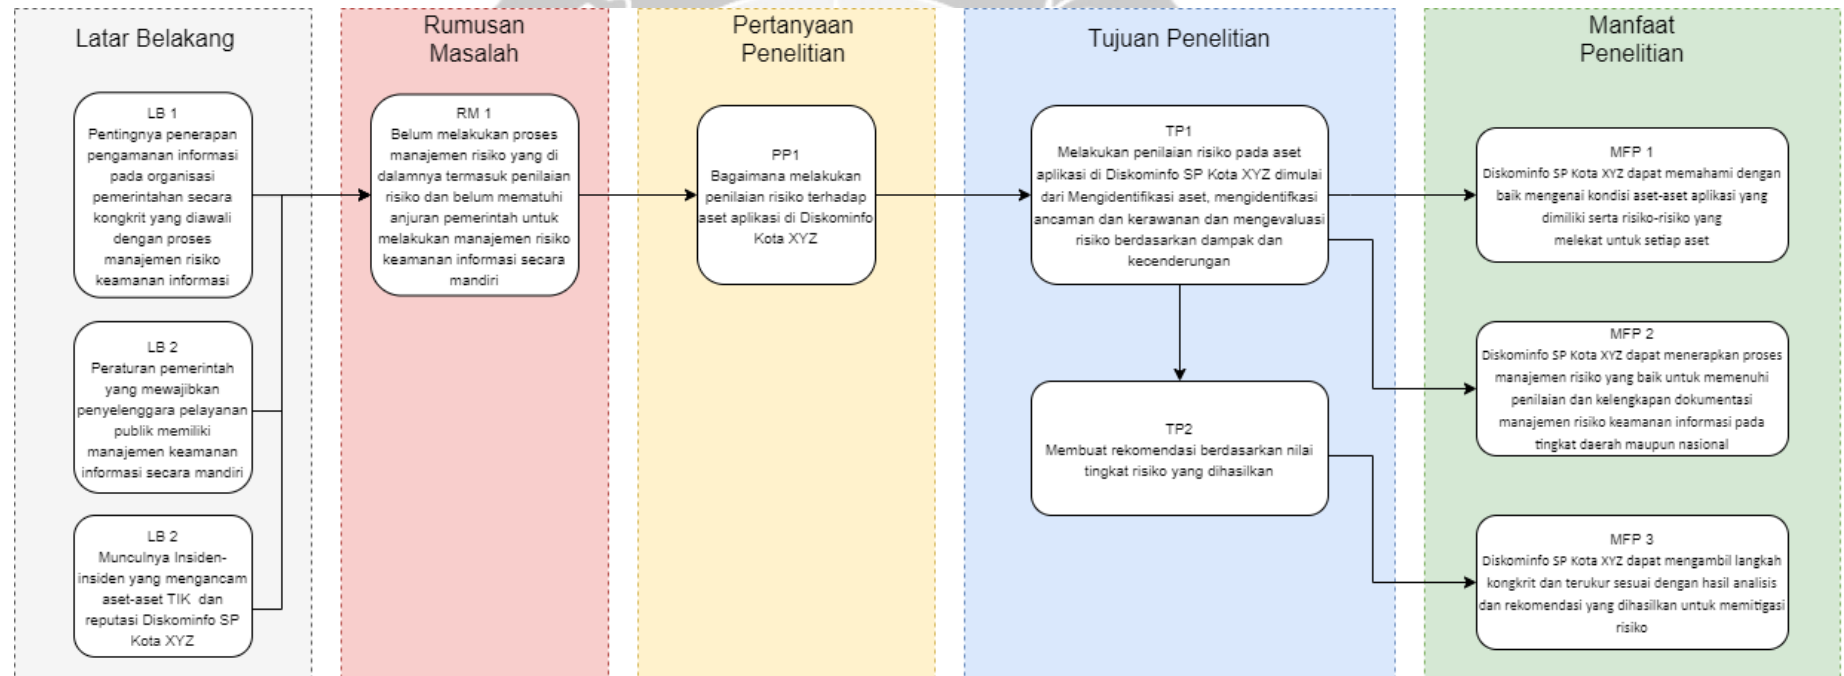 Latar Belakang
LB 1
Pentingnya penerapan
pengamanan informasi
pada organisasi
pemerintahan secara
kongkrit yang diawali
dengan proses
manajemen risiko
keamanan informasi
LB 2
Peraturan pemerintah
yang mewajibkan
penyelenggara pelayanan
publik memiliki
manajemen keamanan
informasi secara mandiri
LB 2
Munculnya Insiden-
insiden yang mengancam
aset-aset TIK dan
reputasi Diskominfo SP
Kota XYZ
Rumusan
Masalah
RM 1
Belum melakukan proses
manajemen risiko yang di
dalamnya termasuk penilaian
risiko dan belum mematuhi
anjuran pemerintah untuk
melakukan manajemen risiko
keamanan informasi secara
mandiri
Pertanyaan
Penelitian
PP1
Bagaimana melakukan
penilaian risiko terhadap
aset aplikasi di Diskominfo
Kota XYZ
Tujuan Penelitian
TP1
Melakukan penilaian risiko pada aset
aplikasi di Diskominfo SP Kota XYZ dimulai
dari Mengidentifikasi aset, mengidentifkasi
ancaman dan kerawanan dan mengevaluasi
risiko berdasarkan dampak dan
kecenderungan
TP2
Membuat rekomendasi berdasarkan nilai
tingkat risiko yang dihasilkan
Manfaat
Penelitian
MFP 1
Diskominfo SP Kota XYZ dapat memahami dengan
baik mengenai kondisi aset-aset aplikasi yang
dimiliki serta risiko-risiko yang
melekat untuk setiap aset
MFP 2
Diskominfo SP Kota XYZ dapat menerapkan proses
manajemen risiko yang baik untuk memenuhi
penilaian dan kelengkapan dokumentasi
manajemen risiko keamanan informasi pada
tingkat daerah maupun nasional
MFP 3
Diskominfo SP Kota XYZ dapat mengambil langkah
kongkrit dan terukur sesuai dengan hasil analisis
dan rekomendasi yang dihasilkan untuk memitigasi
risiko